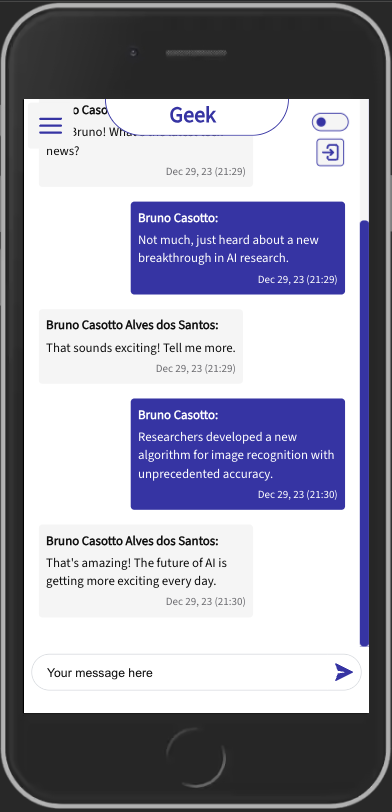 Geek
Bruno! What
news?
Dec 29, 23 (21:29)
Bruno Casotto:
Not much, just heard about a new
breakthrough in AI research.
Dec 29, 23 (21:29)
Bruno Casotto Alves dos Santos:
That sounds exciting! Tell me more.
Dec 29, 23 (21:29)
Bruno Casotto:
Researchers developed a new
algorithm for image recognition with
unprecedented accuracy.
Dec 29, 23 (21:30)
Bruno Casotto Alves dos Santos:
That's amazing! The future of AI is
getting more exciting every day.
Dec 29, 23 (21:30)
Your message here